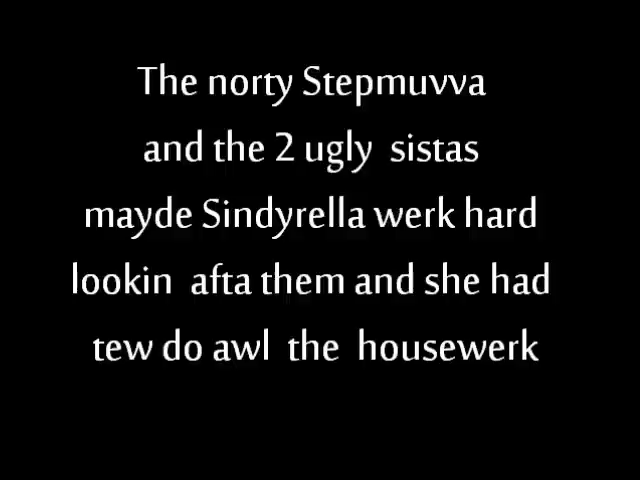 The norty Stepmuvva
and the 2 ugly sistas
mayde Sindyrella werk hard
lookin afta them and she had
tew do awl the housewerk